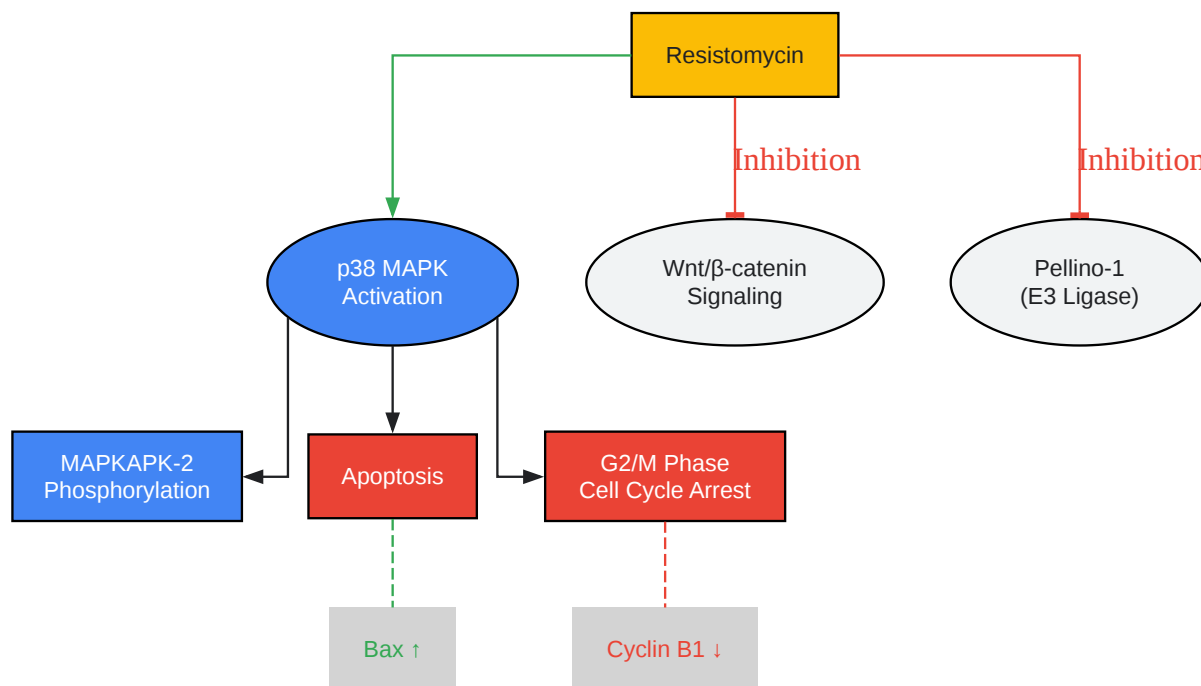 Resistomycin
Inhibition
Inhibition
p38 MAPK
Activation
Wnt/β-catenin
Signaling
Pellino-1
(E3 Ligase)
MAPKAPK-2
Phosphorylation
Apoptosis
G2/M Phase
Cell Cycle Arrest
Bax ↑
Cyclin B1 ↓